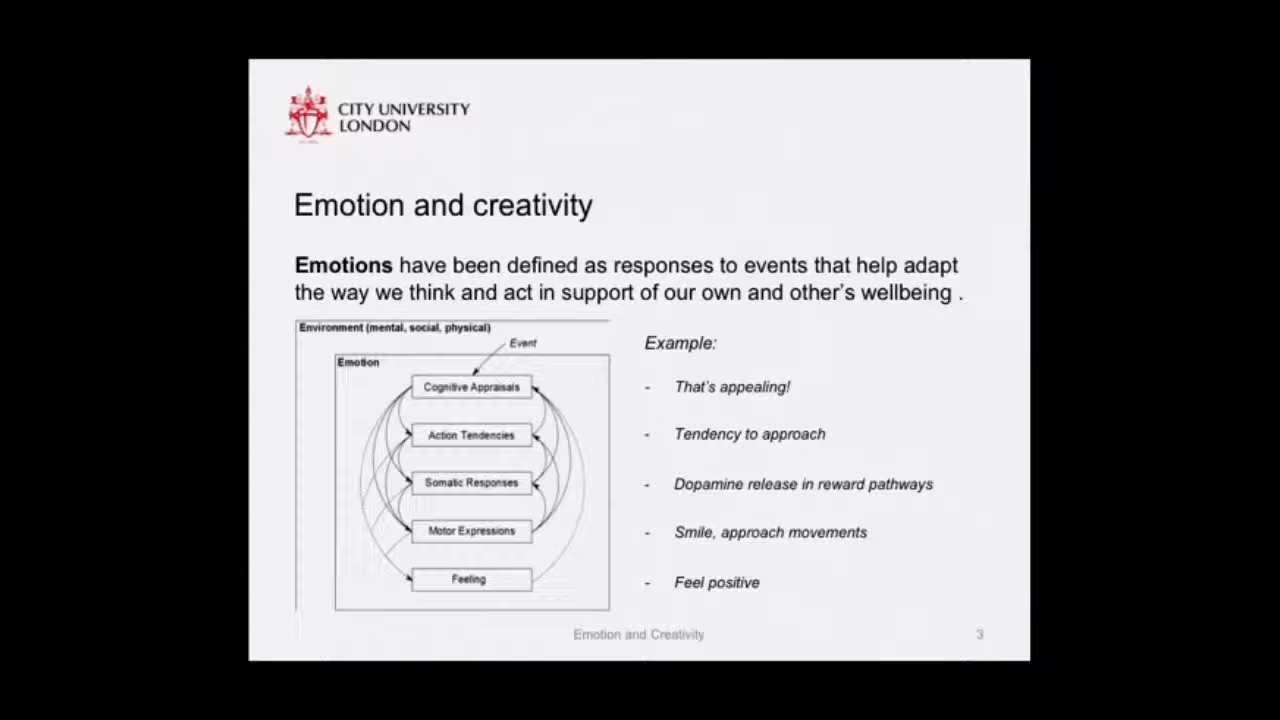 CITY UNIVERSITY
LONDON
Emotion and creativity
Emotions have been defined as responses to events that help adapt
the way we think and act in support of our own and other's wellbeing .
Environment (mental, social, physical)
Event
Emotion
Cognitive Appraisals
Action Tendencies
Somatic Responses
Motor Expressions
Feeling
Example:
- That's appealing!
- Tendency to approach
- Dopamine release in reward pathways
- Smile, approach movements
- Feel positive
Emotion and Creativity
3